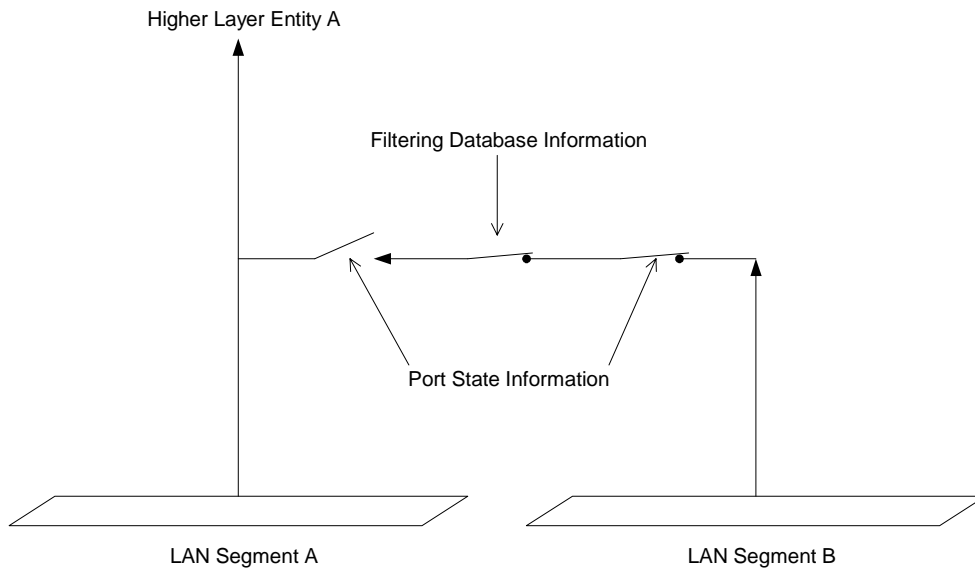 Higher Layer Entity A
Filtering Database Information
Port State Information
LAN Segment A
LAN Segment B